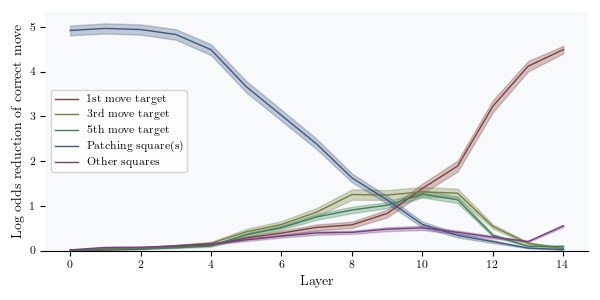 Log odds reduction of correct move
5
4
3
2
1
0
1st move target
3rd move target
5th move target
Patching square(s)
Other squares
0 2 4 6 8 10 12 14
Layer